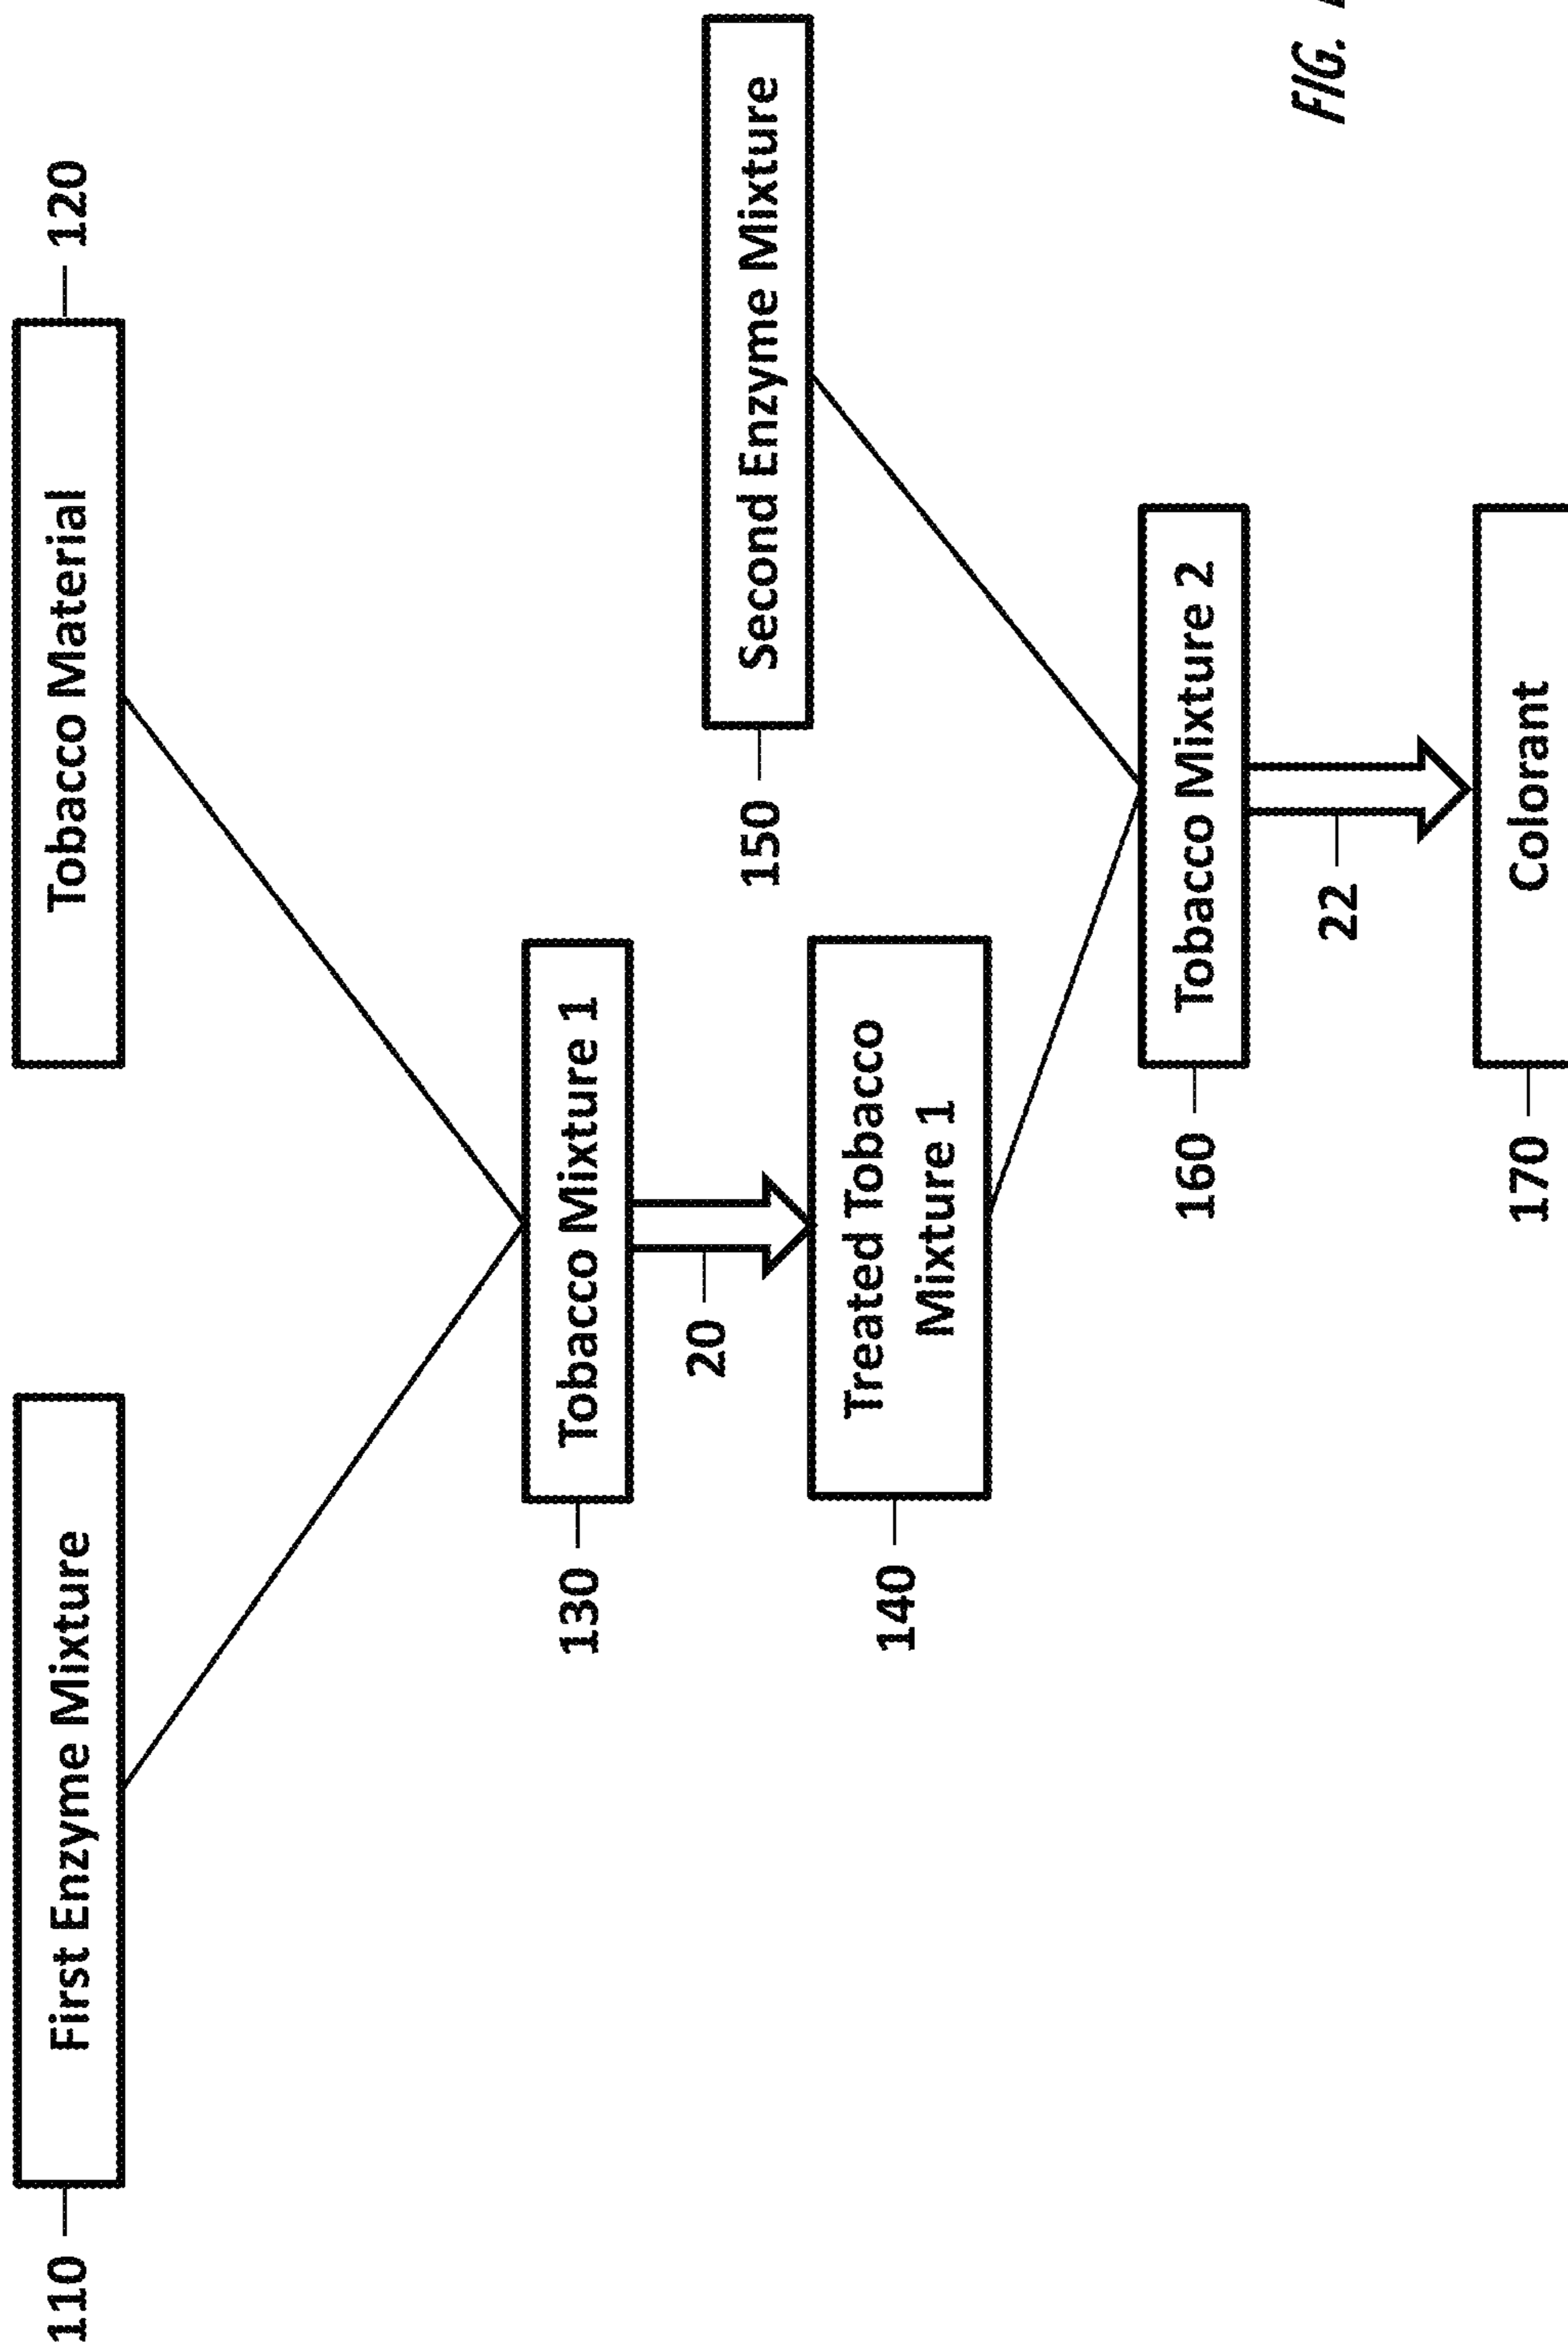 110
First Enzyme Mixture
Tobacco Material
120
130
Tobacco Mixture 1
20
150
Second Enzyme Mixture
140
Treated Tobacco
Mixture 1
160
Tobacco Mixture 2
22
170
Colorant
FIG.